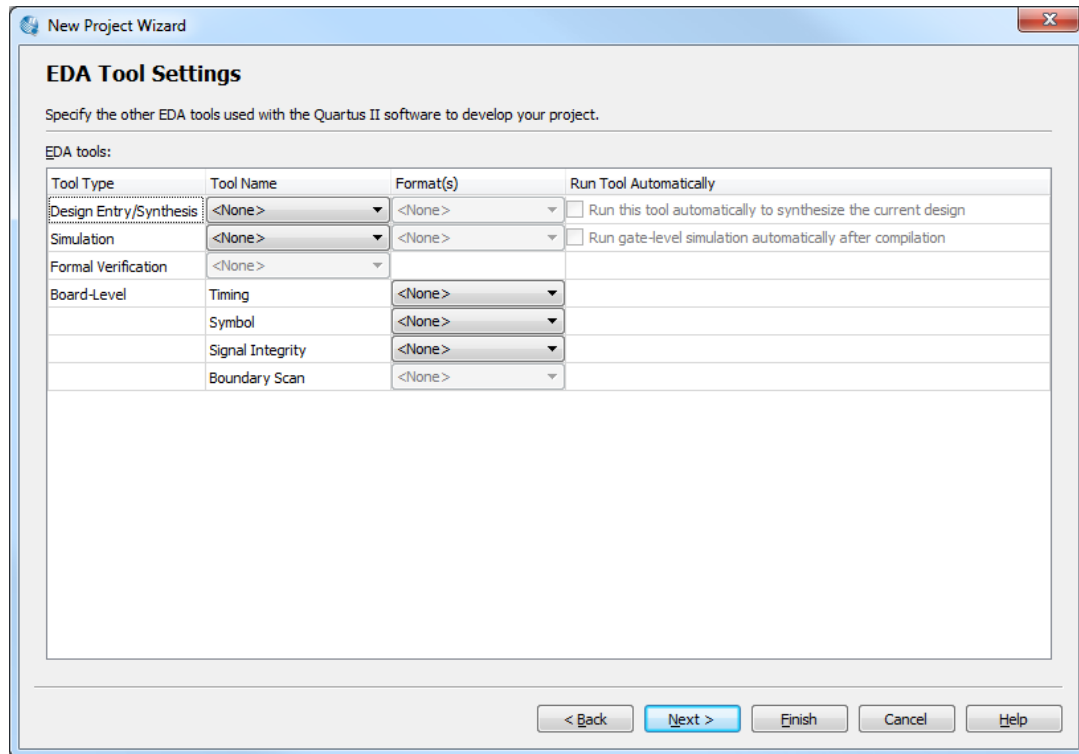 New Project Wizard
EDA Tool Settings
Specify the other EDA tools used with the Quartus II software to develop your project.
EDA tools:
Tool Type Tool Name Format(s) Run Tool Automatically
Design Entry/Synthesis <None> <None> Run this tool automatically to synthesize the current design
Simulation <None> <None> Run gate-level simulation automatically after compilation
Formal Verification <None>
Board-Level Timing <None>
Symbol <None>
Signal Integrity <None>
Boundary Scan <None>
< Back Next > Finish Cancel Help